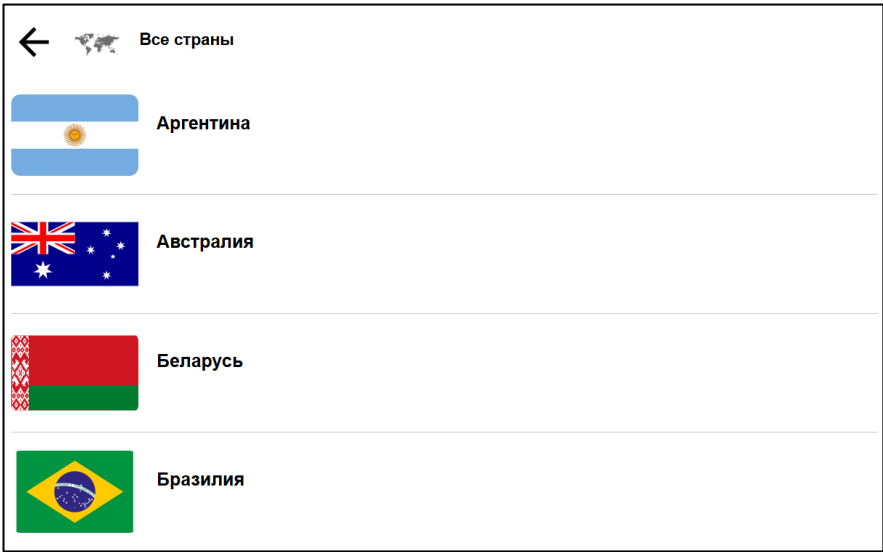 Все страны
Аргентина
Австралия
Беларусь
Бразилия